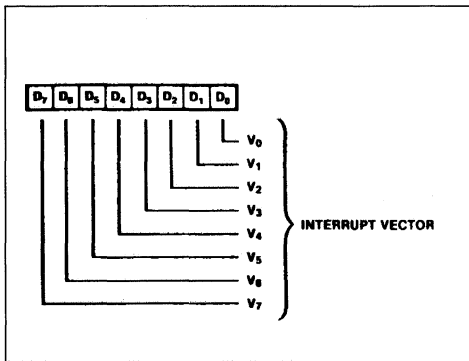 D₇ D₆ D₅ D₄ D₃ D₂ D₁ D₀
V₀
V₁
V₂
V₃
V₄ INTERRUPT VECTOR
V₅
V₆
V₇